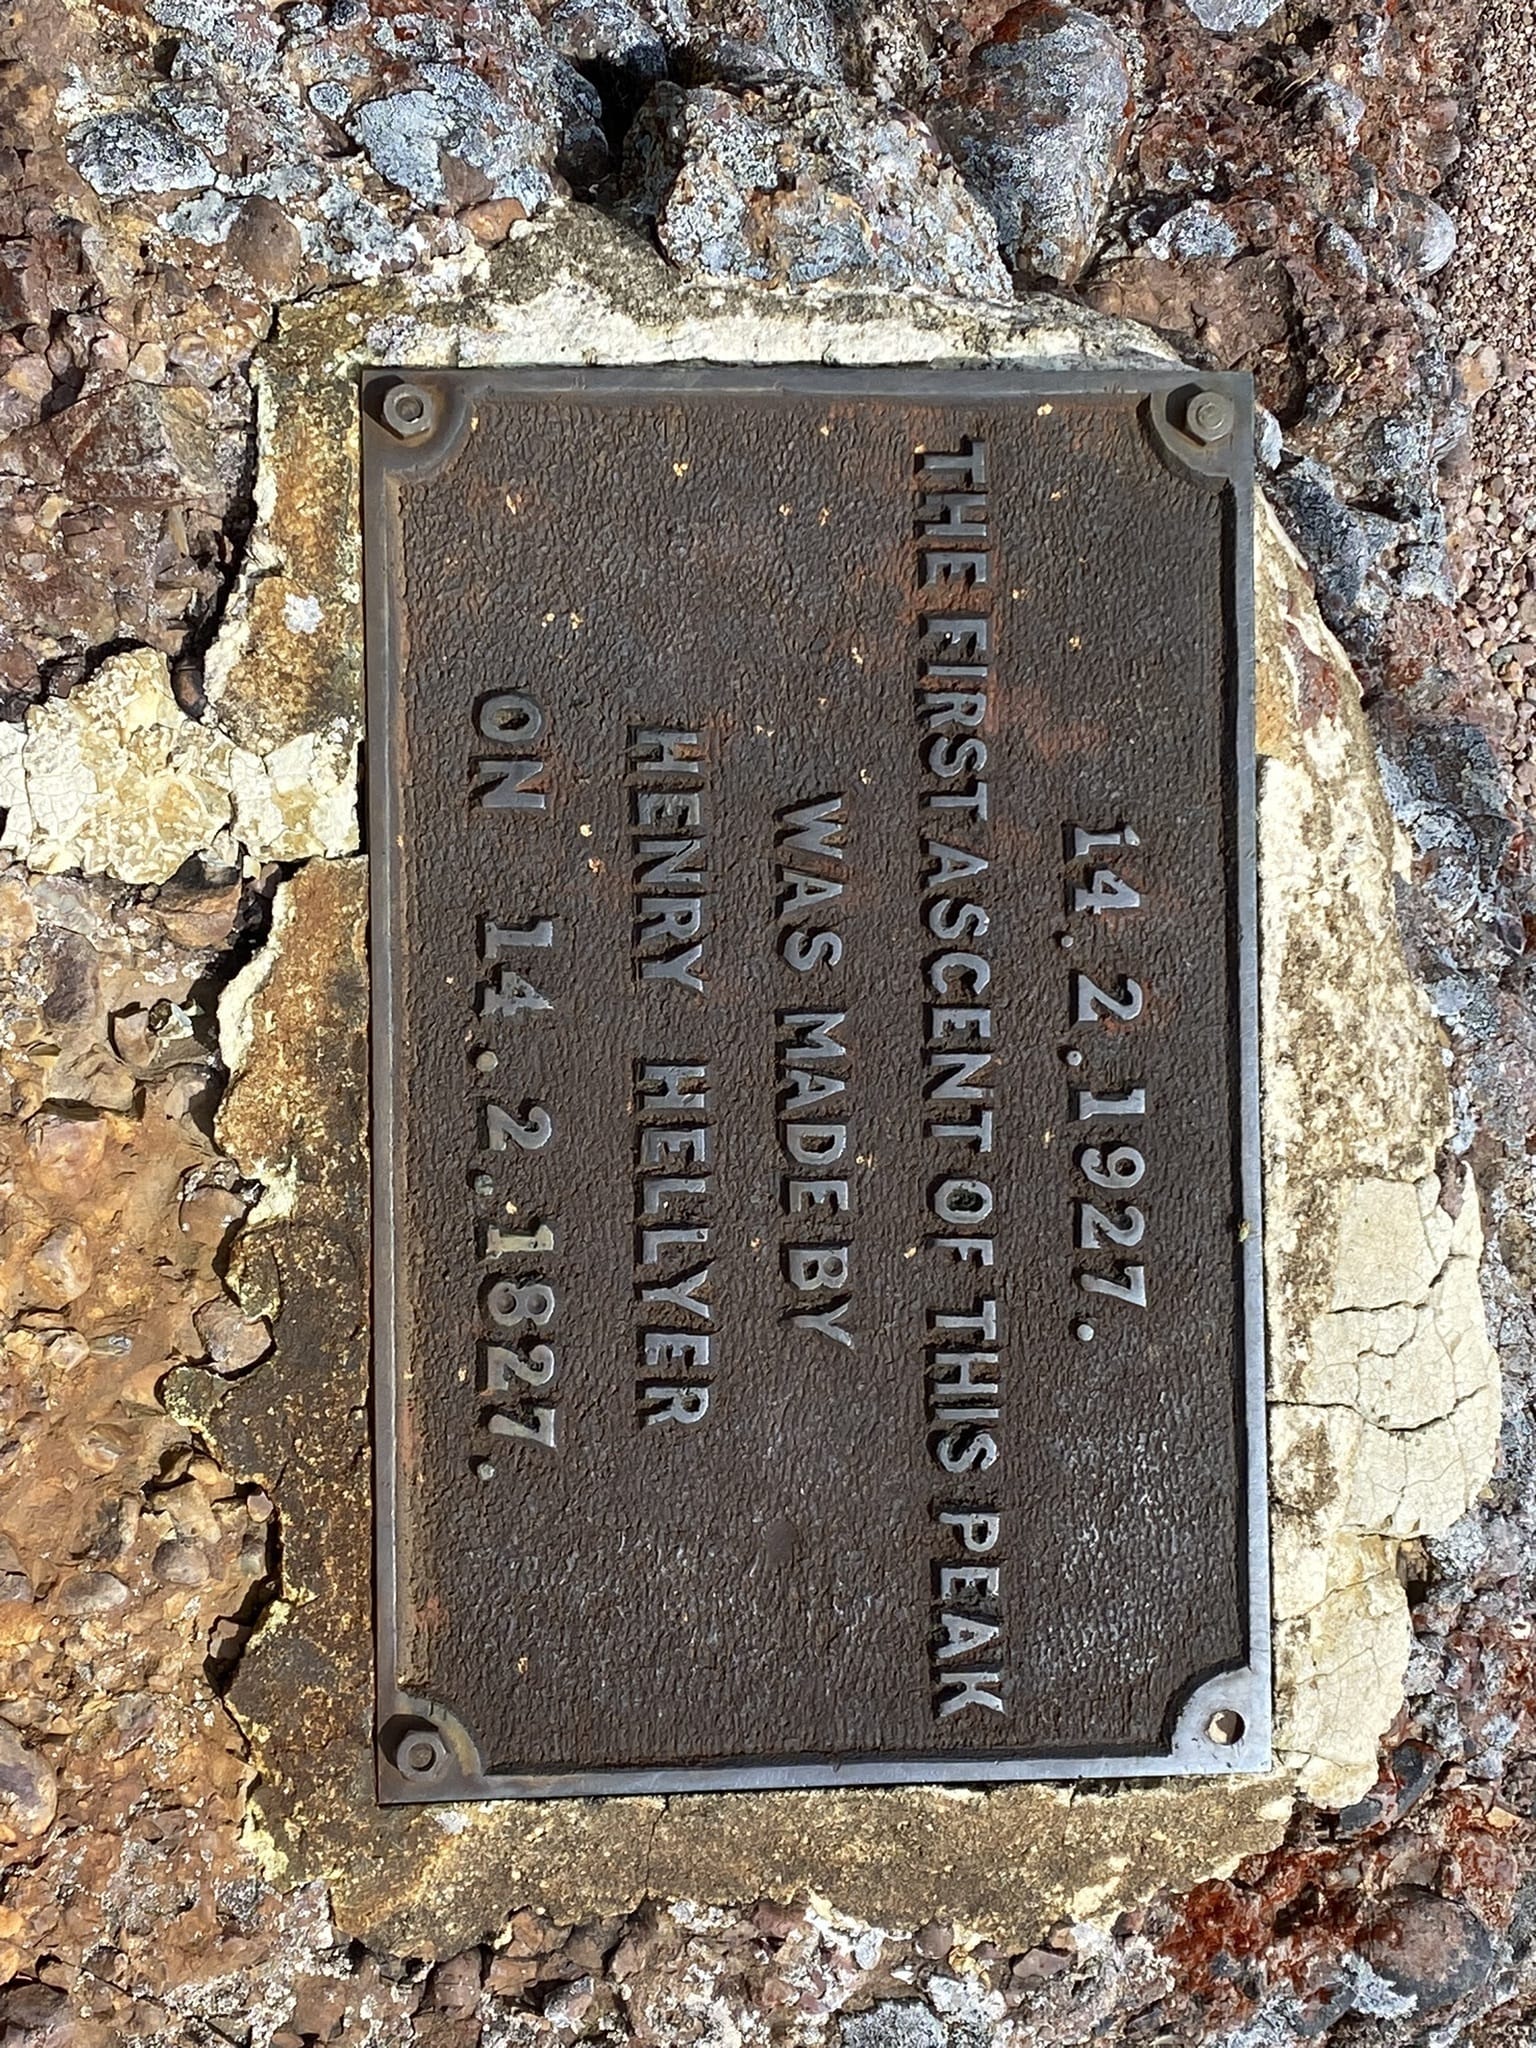 14.2.1927.
THE FIRST ASCENT OF THIS PEAK
WAS MADE BY
HENRY HELLYER
ON 14.2.1827.